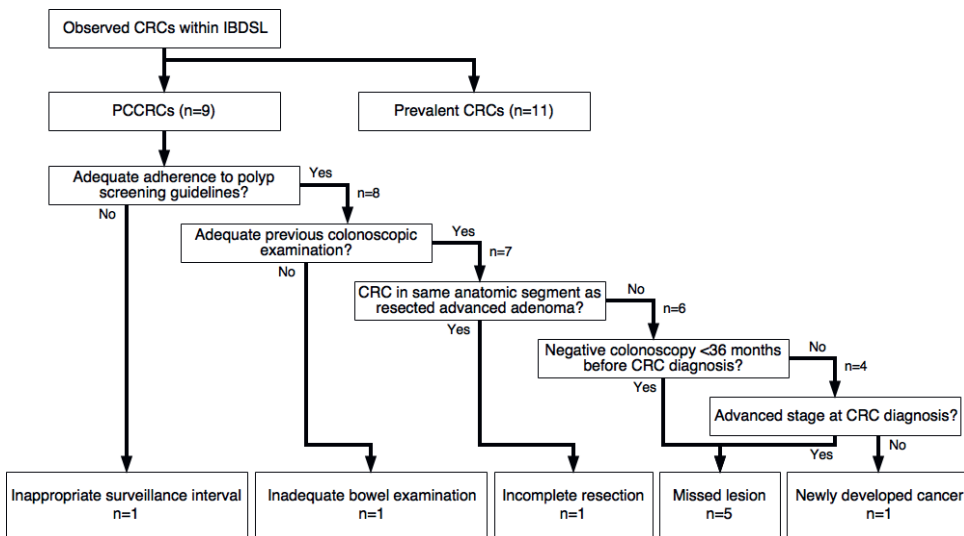 Observed CRCs within IBDSL
PCCRCs (n=9)
Prevalent CRCs (n=11)
Adequate adherence to polyp
screening guidelines?
Yes
n=8
No
Adequate previous colonoscopic
examination?
Yes
n=7
No
CRC in same anatomic segment as
resected advanced adenoma?
No
n=6
Yes
Negative colonoscopy <36 months
before CRC diagnosis?
No
n=4
Yes
Advanced stage at CRC diagnosis?
Yes
No
Inappropriate surveillance interval
n=1
Inadequate bowel examination
n=1
Incomplete resection
n=1
Missed lesion
n=5
Newly developed cancer
n=1